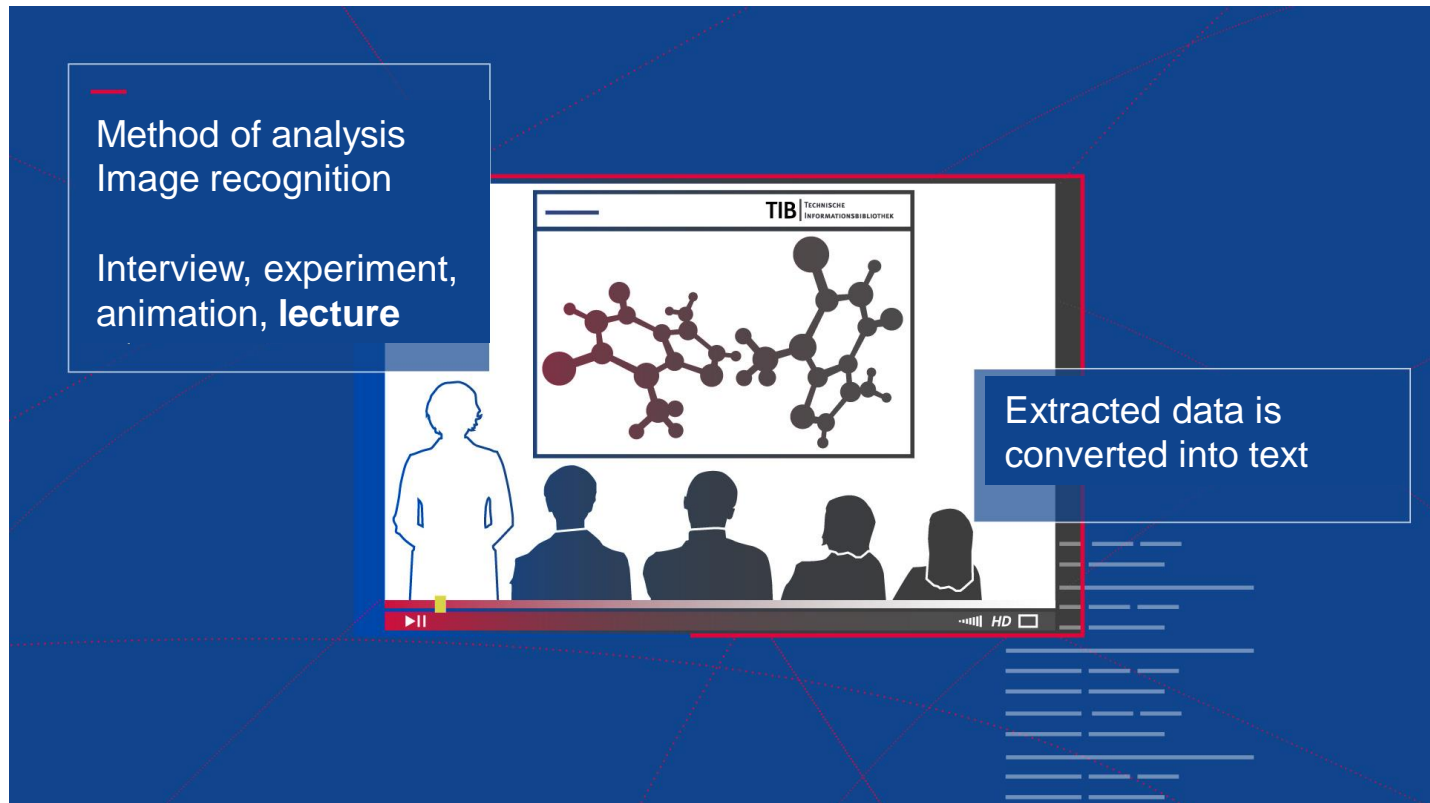 Method of analysis
Image recognition
Interview, experiment,
animation, lecture
TIB TECHNISCHE
INFORMATIONSBIBLIOTHEK
Extracted data is
converted into text
HD